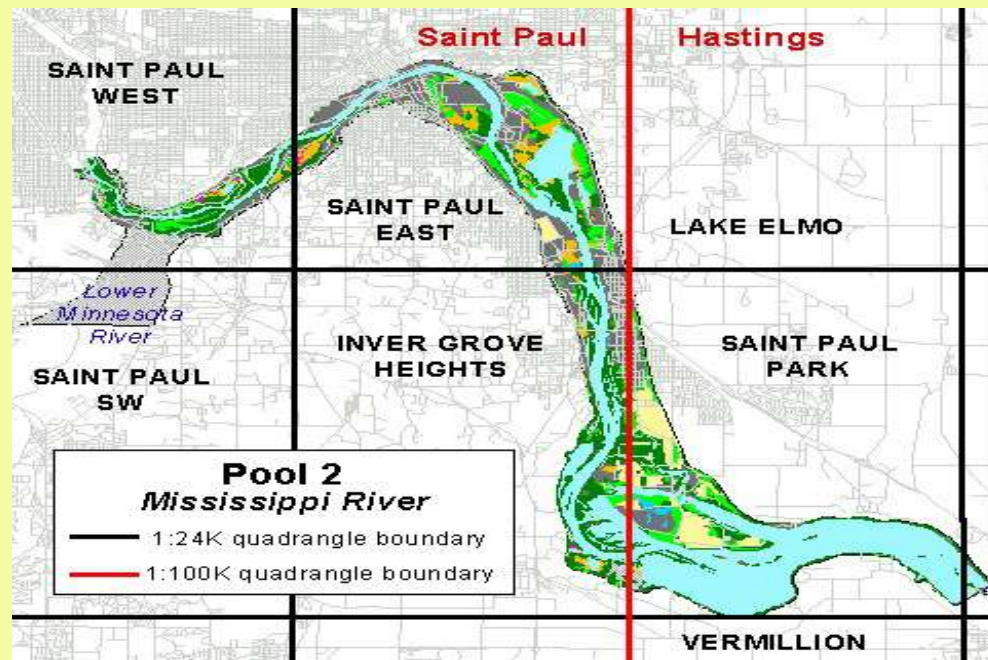 Saint Paul
Hastings
SAINT PAUL
WEST
SAINT PAUL
EAST
LAKE ELMO
Lower
Minnesota
River
SAINT PAUL
SW
INVER GROVE
HEIGHTS
SAINT PAUL
PARK
Pool 2
Mississippi River
1:24K quadrangle boundary
1:100K quadrangle boundary
VERMILLION